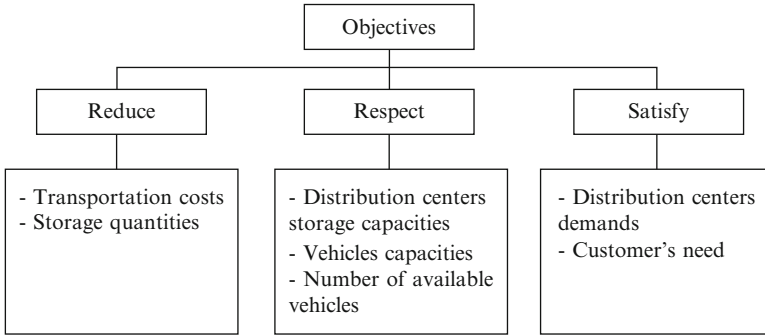 Objectives
Reduce
Respect
Satisfy
- Transportation costs
- Storage quantities
- Distribution centers
storage capacities
- Vehicles capacities
- Number of available
vehicles
- Distribution centers
demands
- Customer's need